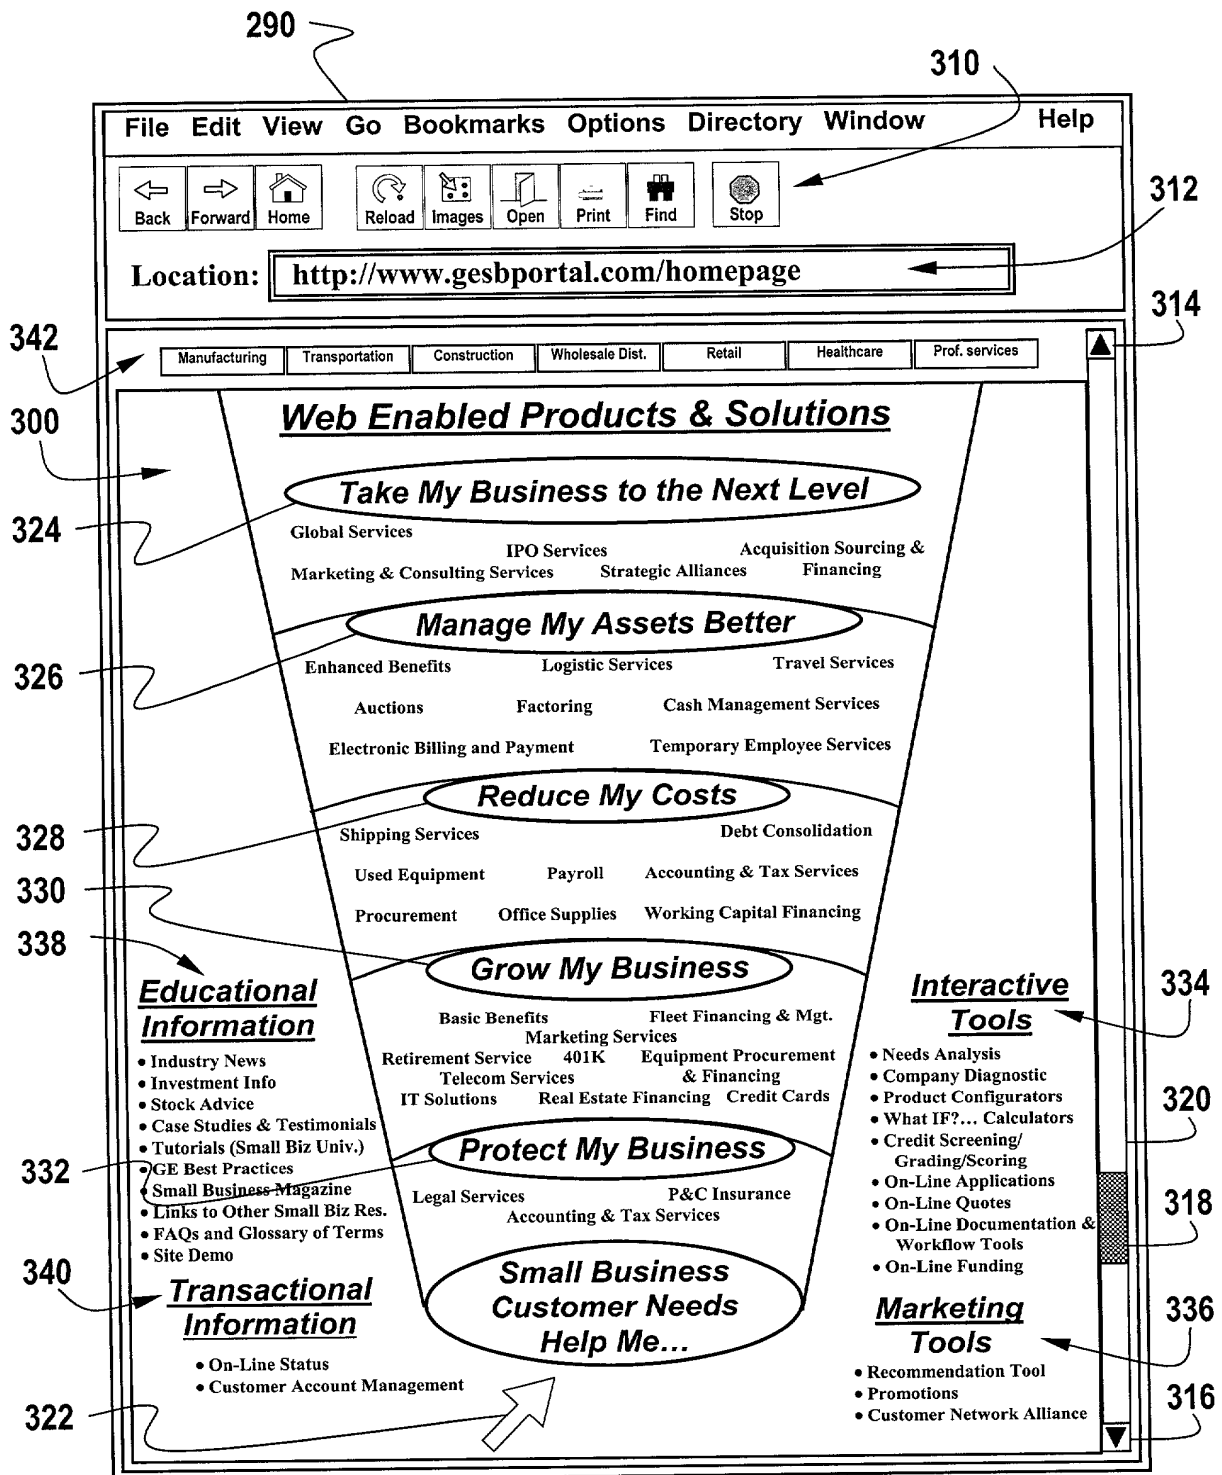 290
310
File Edit View Go Bookmarks Options Directory Window Help
Back Forward Home Reload Images Open Print Find Stop
312
Location: http://www.gesbportal.com/homepage
314
342
Manufacturing Transportation Construction Wholesale Dist. Retail Healthcare Prof. services
300
Web Enabled Products & Solutions
Take My Business to the Next Level
324
Global Services
IPO Services Acquisition Sourcing &
Marketing & Consulting Services Strategic Alliances Financing
Manage My Assets Better
326
Enhanced Benefits Logistic Services Travel Services
Auctions Factoring Cash Management Services
Electronic Billing and Payment Temporary Employee Services
Reduce My Costs
328
Shipping Services Debt Consolidation
Used Equipment Payroll Accounting & Tax Services
330
Procurement Office Supplies Working Capital Financing
338
Grow My Business
Basic Benefits Fleet Financing & Mgt.
Marketing Services
Retirement Service 401K Equipment Procurement
Telecom Services & Financing
IT Solutions Real Estate Financing Credit Cards
Protect My Business
Legal Services P&C Insurance
Accounting & Tax Services
Small Business
Customer Needs
Help Me...
Educational
Information
• Industry News
• Investment Info
• Stock Advice
• Case Studies & Testimonials
• Tutorials (Small Biz Univ.)
332
• GE Best Practices
• Small Business Magazine
• Links to Other Small Biz Res.
• FAQs and Glossary of Terms
• Site Demo
340
Transactional
Information
• On-Line Status
• Customer Account Management
322
334
Interactive
Tools
• Needs Analysis
• Company Diagnostic
• Product Configurators
• What IF?... Calculators
320
• Credit Screening/
Grading/Scoring
• On-Line Applications
• On-Line Quotes
318
• On-Line Documentation &
Workflow Tools
• On-Line Funding
336
Marketing
Tools
• Recommendation Tool
• Promotions
• Customer Network Alliance
316